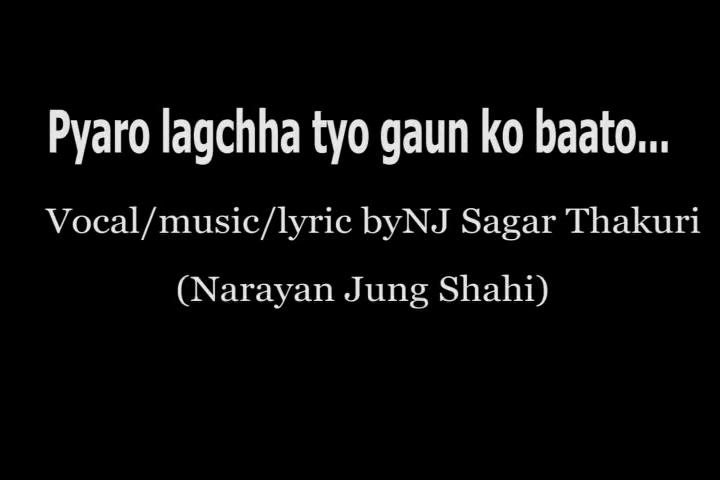 Pyaro lagchha tyo gaun ko baato...
Vocal/music/lyric byNJ Sagar Thakuri
(Narayan Jung Shahi)